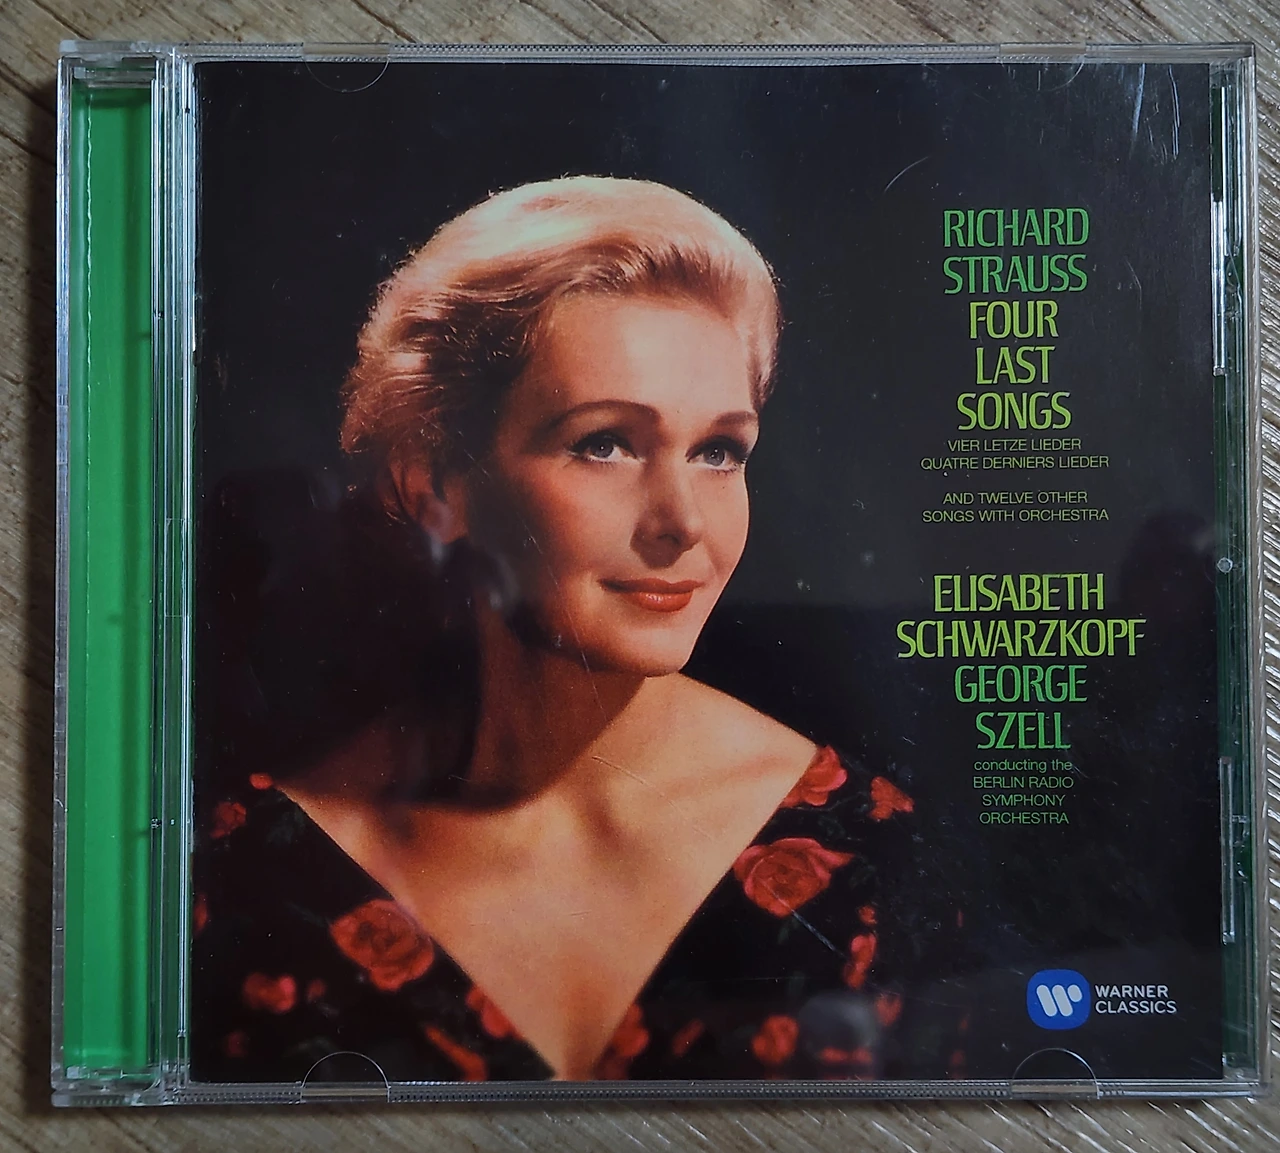 RICHARD
STRAUSS
FOUR
LAST
SONGS
VIER LETZE LIEDER
QUATRE DERNIERS LIEDER
AND TWELVE OTHER
SONGS WITH ORCHESTRA
ELISABETH
SCHWARZKOPF
GEORGE
SZELL
conducting the
BERLIN RADIO
SYMPHONY
ORCHESTRA
WARNER
CLASSICS